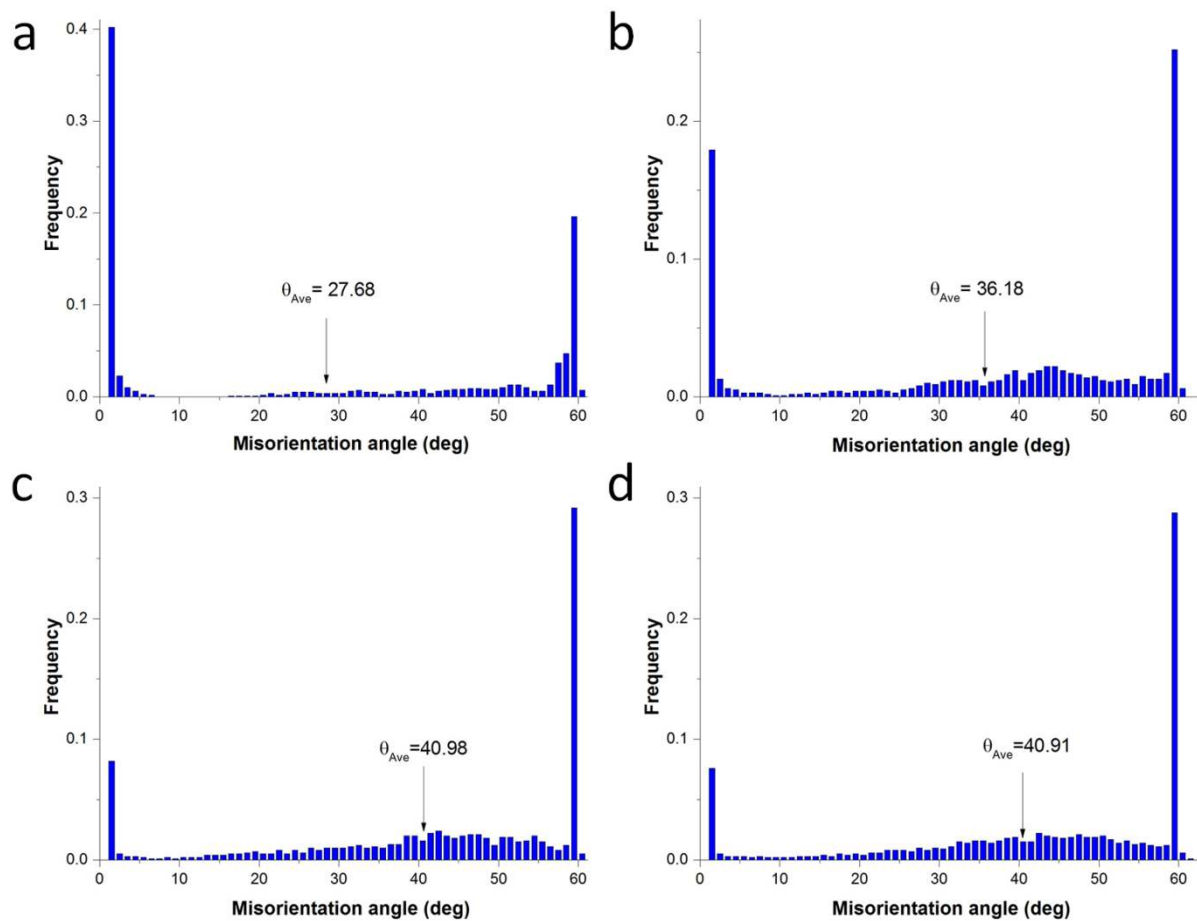 a
0.4
0.3
0.2
0.1
0.0
Frequency
θAve= 27.68
0 10 20 30 40 50 60
Misorientation angle (deg)
b
0.2
0.1
0.0
Frequency
θAve= 36.18
0 10 20 30 40 50 60
Misorientation angle (deg)
c
0.3
0.2
0.1
0.0
Frequency
θAve=40.98
0 10 20 30 40 50 60
Misorientation angle (deg)
d
0.3
0.2
0.1
0.0
Frequency
θAve=40.91
0 10 20 30 40 50 60
Misorientation angle (deg)